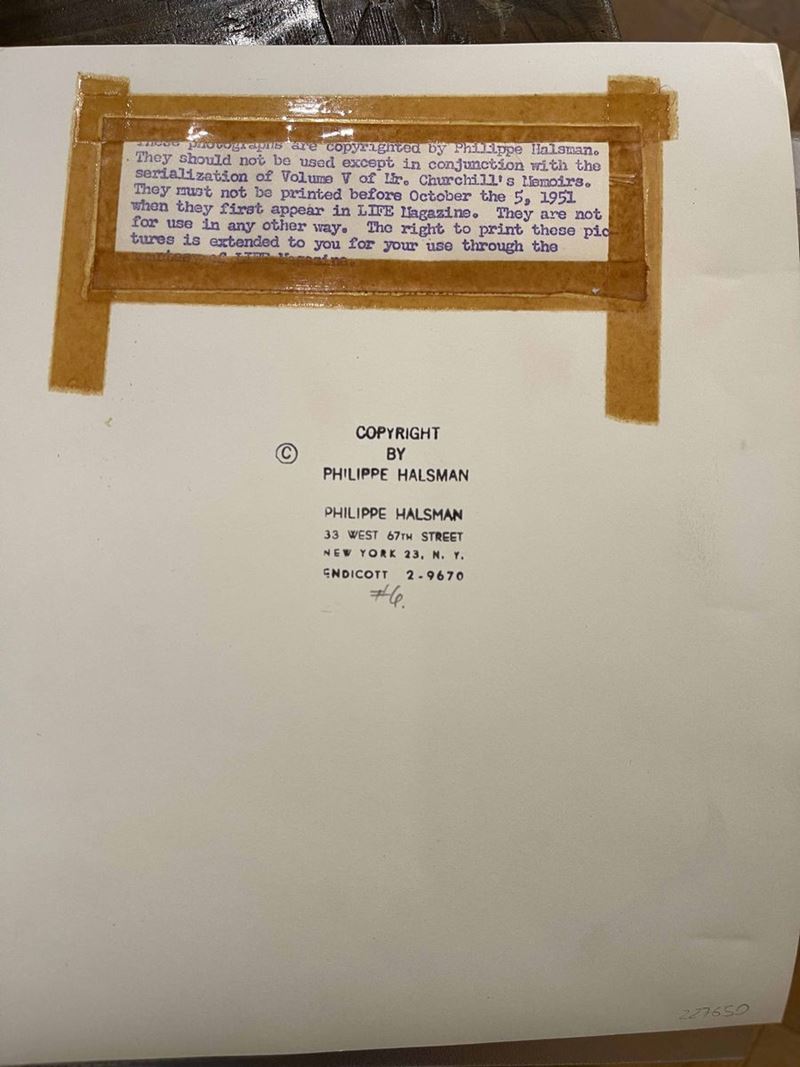 These photographs are copyrighted by Philippe Halsman.
They should not be used except in conjunction with the
serialization of Volume V of Mr. Churchill's Memoirs.
They must not be printed before October the 5, 1951
when they first appear in LIFE Magazine. They are not
for use in any other way. The right to print these pic
tures is extended to you for your use through the
of LIFE Magazine.
COPYRIGHT
© BY
PHILIPPE HALSMAN
PHILIPPE HALSMAN
33 WEST 67TH STREET
NEW YORK 23, N. Y.
ENDICOTT 2-9670
#6.
227650